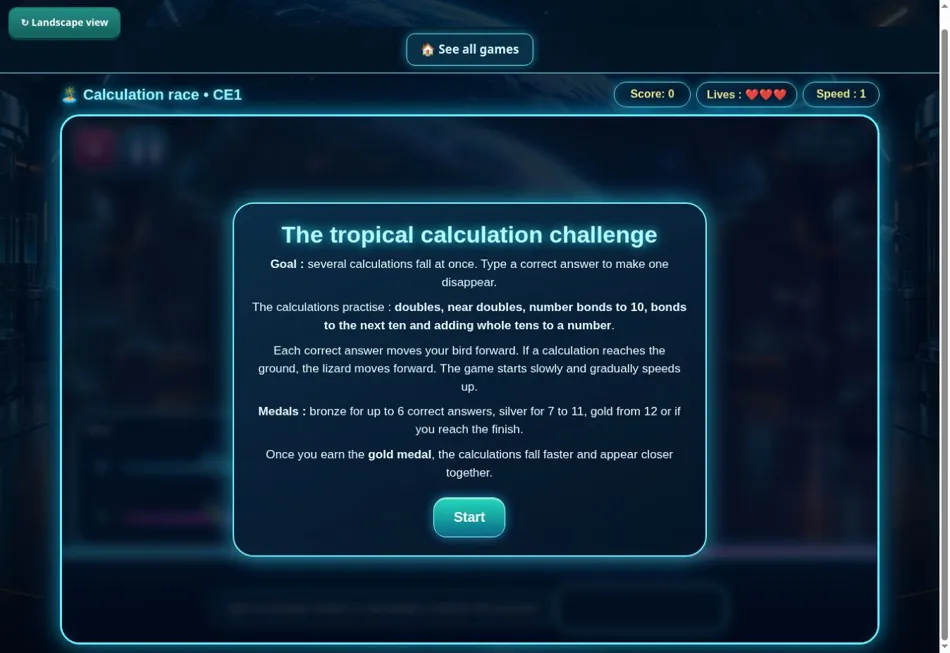 ↻ Landscape view
🏠 See all games
🏝️ Calculation race • CE1
Score: 0
Lives : ❤️❤️❤️
Speed : 1
The tropical calculation challenge
Goal : several calculations fall at once. Type a correct answer to make one
disappear.
The calculations practise : doubles, near doubles, number bonds to 10, bonds
to the next ten and adding whole tens to a number.
Each correct answer moves your bird forward. If a calculation reaches the
ground, the lizard moves forward. The game starts slowly and gradually speeds
up.
Medals : bronze for up to 6 correct answers, silver for 7 to 11, gold from 12 or if
you reach the finish.
Once you earn the gold medal, the calculations fall faster and appear closer
together.
Start